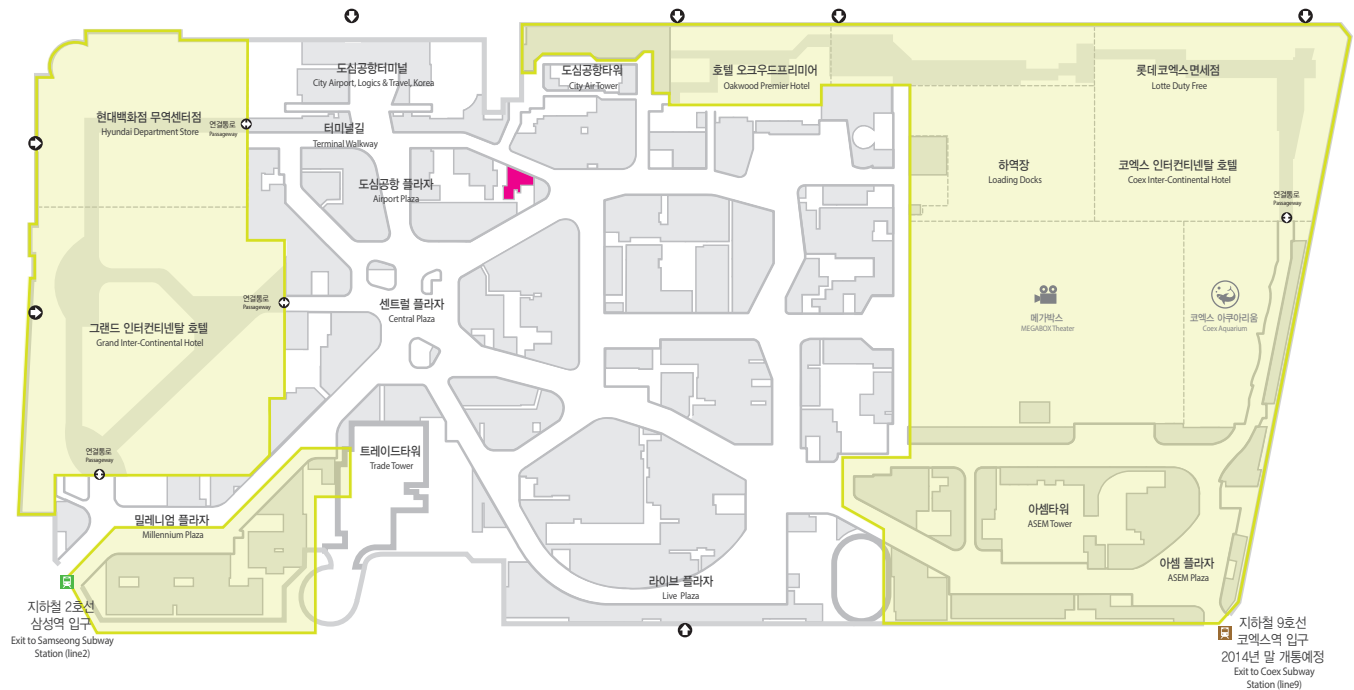 도심공항터미널
City Airport, Logics & Travel, Korea
도심공항타워
City Air Tower
호텔 오크우드프리미어
Oakwood Premier Hotel
롯데코엑스면세점
Lotte Duty Free
현대백화점 무역센터점
Hyundai Department Store
연결통로
Passageway
터미널길
Terminal Walkway
하역장
Loading Docks
코엑스 인터컨티넨탈 호텔
Coex Inter-Continental Hotel
도심공항 플라자
Airport Plaza
연결통로
Passageway
연결통로
Passageway
센트럴 플라자
Central Plaza
메가박스
MEGABOX Theater
코엑스 아쿠아리움
Coex Aquarium
그랜드 인터컨티넨탈 호텔
Grand Inter-Continental Hotel
연결통로
Passageway
트레이드타워
Trade Tower
밀레니엄 플라자
Millennium Plaza
아셈타워
ASEM Tower
아셈 플라자
ASEM Plaza
라이브 플라자
Live Plaza
지하철 2호선
삼성역 입구
Exit to Samseong Subway
Station (line2)
지하철 9호선
코엑스역 입구
2014년 말 개통예정
Exit to Coex Subway
Station (line9)